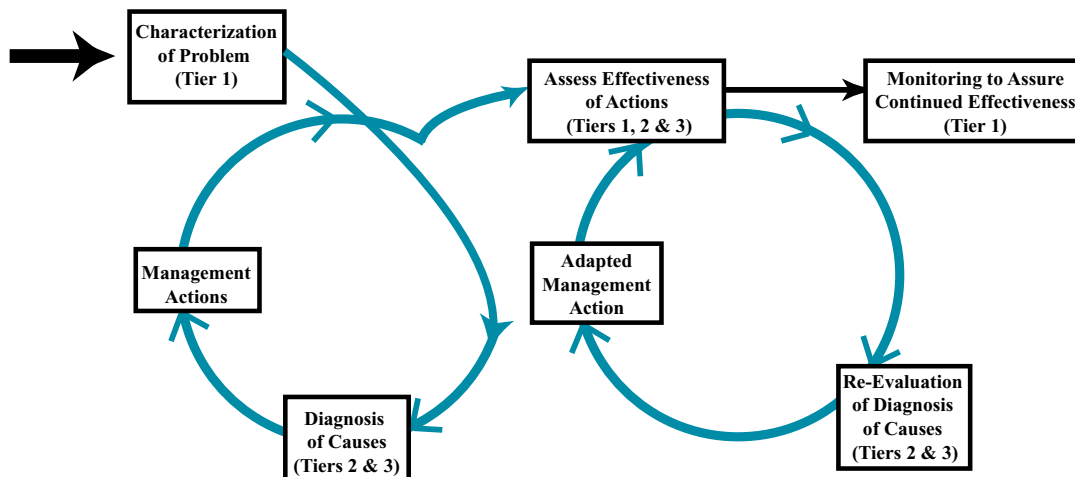 Characterization
of Problem
(Tier 1)
Assess Effectiveness
of Actions
(Tiers 1, 2 & 3)
Monitoring to Assure
Continued Effectiveness
(Tier 1)
Management
Actions
Adapted
Management
Action
Diagnosis
of Causes
(Tiers 2 & 3)
Re-Evaluation
of Diagnosis
of Causes
(Tiers 2 & 3)